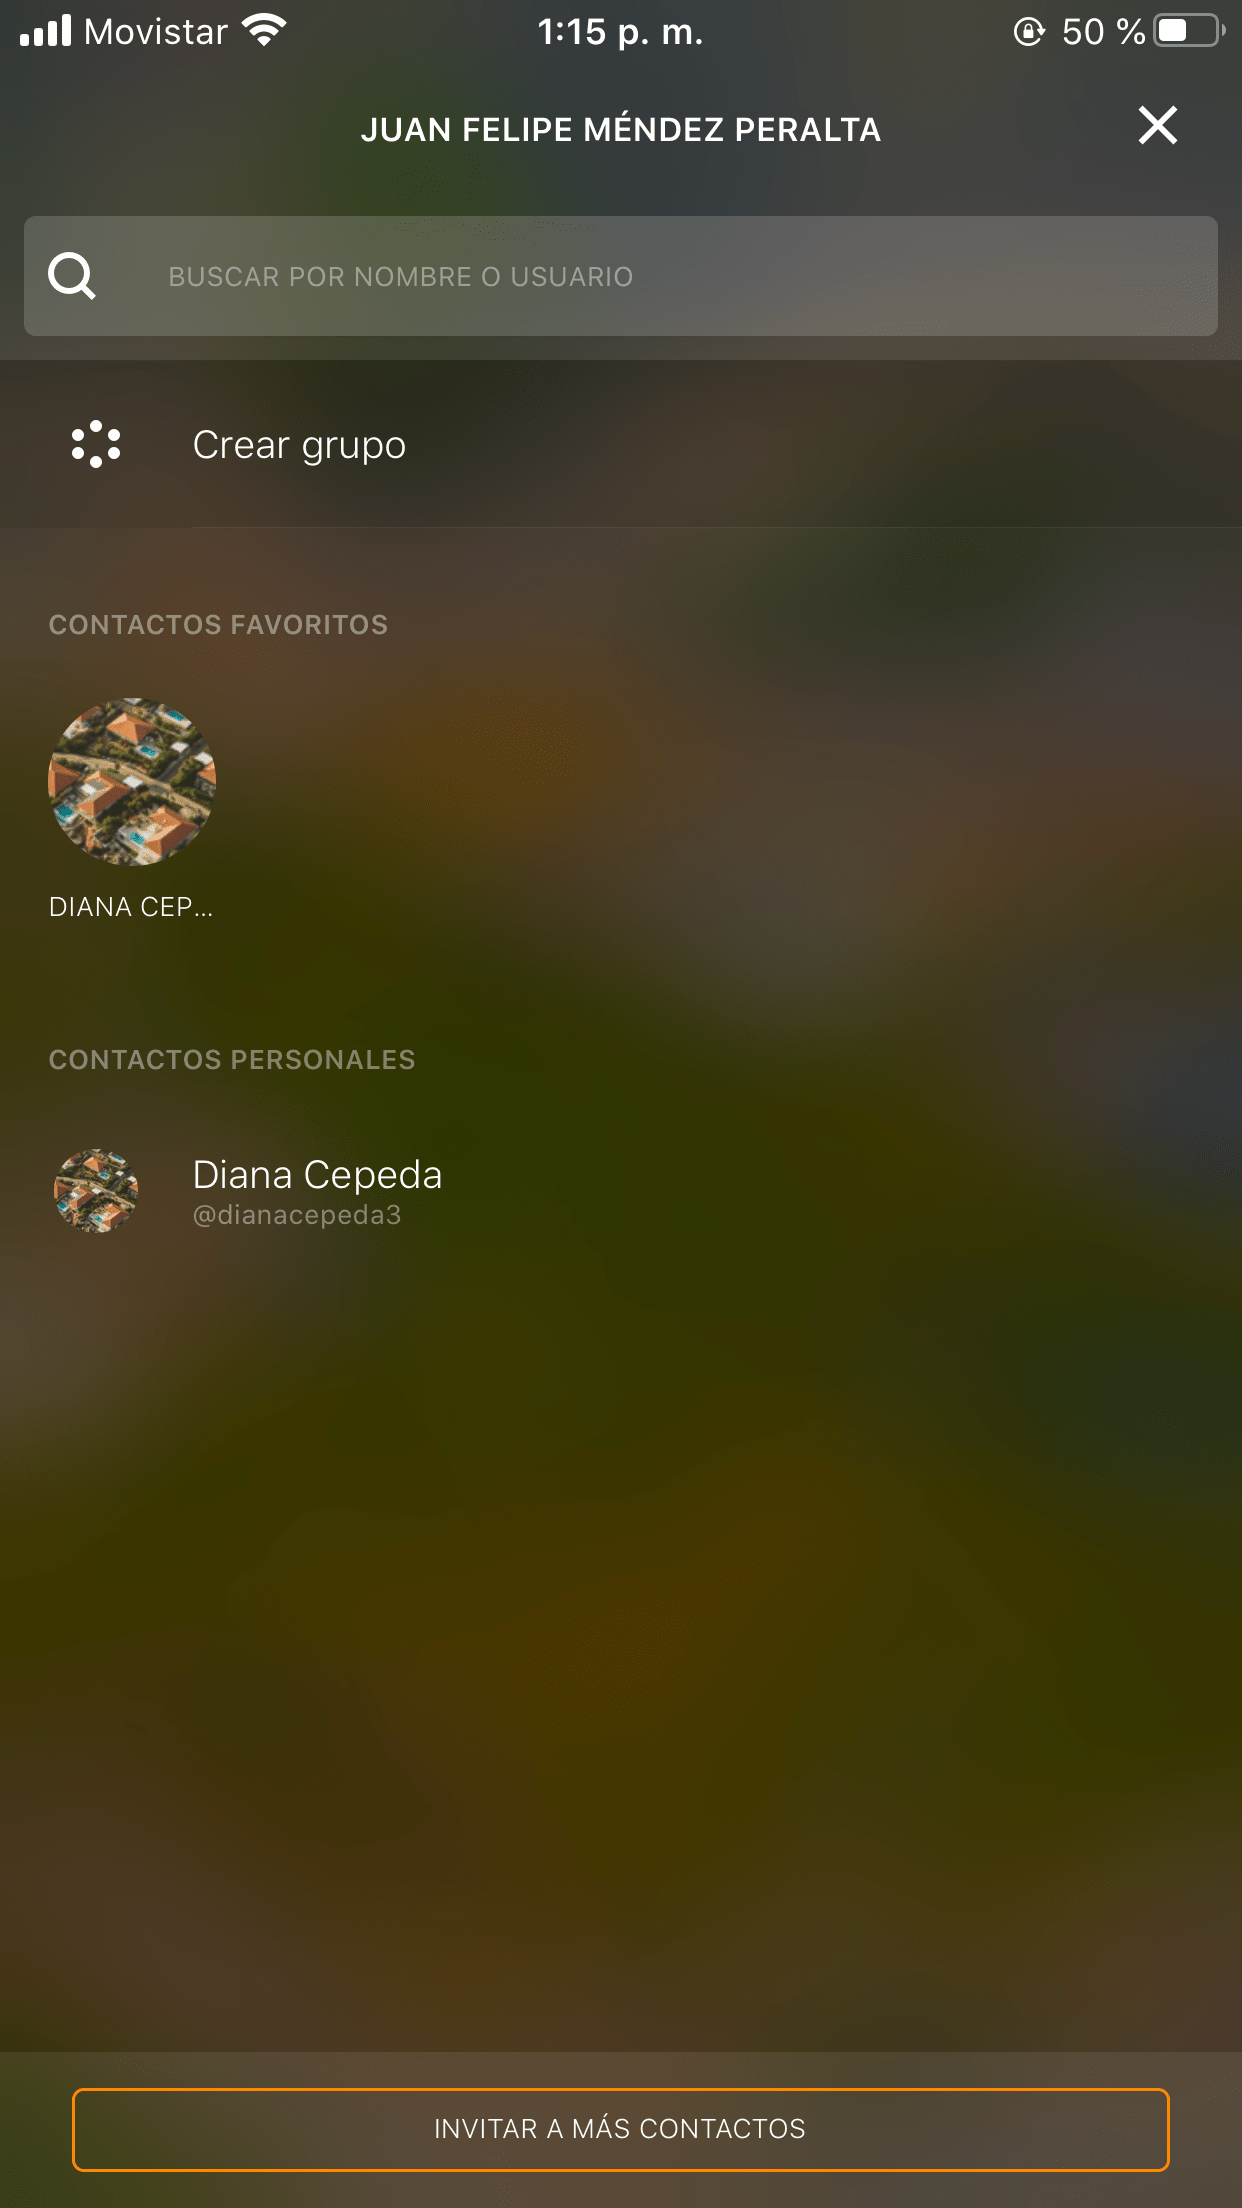 Movistar
1:15 p. m.
50 %
JUAN FELIPE MÉNDEZ PERALTA
BUSCAR POR NOMBRE O USUARIO
Crear grupo
CONTACTOS FAVORITOS
DIANA CEP...
CONTACTOS PERSONALES
Diana Cepeda
@dianacepeda3
INVITAR A MÁS CONTACTOS